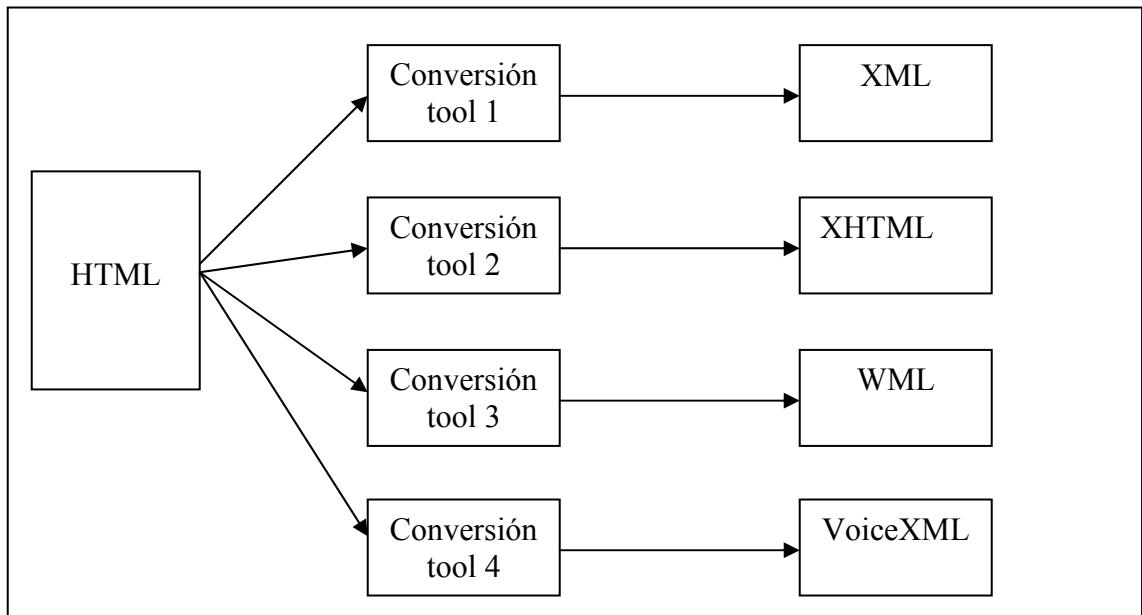 HTML
Conversión
tool 1
XML
Conversión
tool 2
XHTML
Conversión
tool 3
WML
Conversión
tool 4
VoiceXML